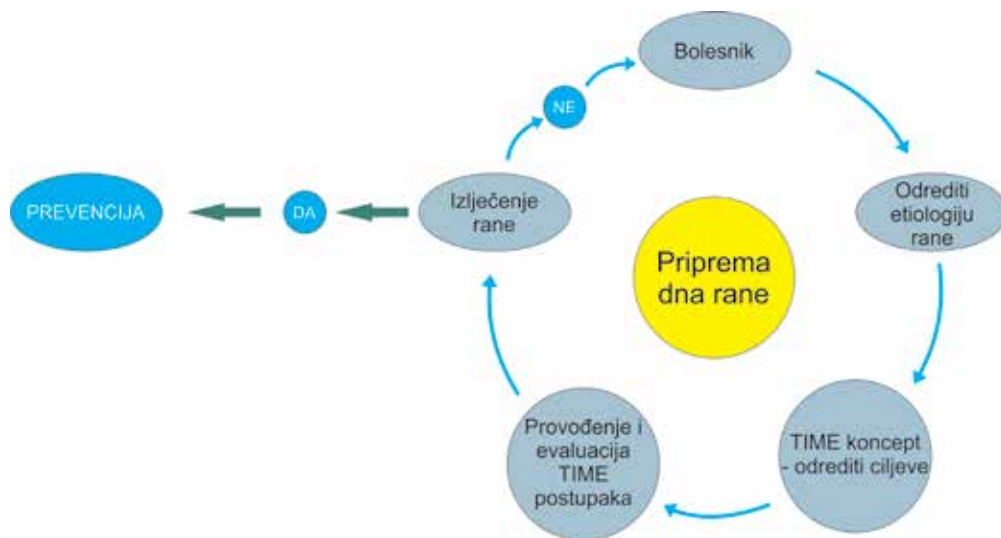 Bolesnik
NE
PREVENCIJA
DA
Izlječenje
rane
Odrediti
etiologiju
rane
Priprema
dna rane
Provođenje i
evaluacija
TIME
postupaka
TIME koncept
- odrediti ciljeve